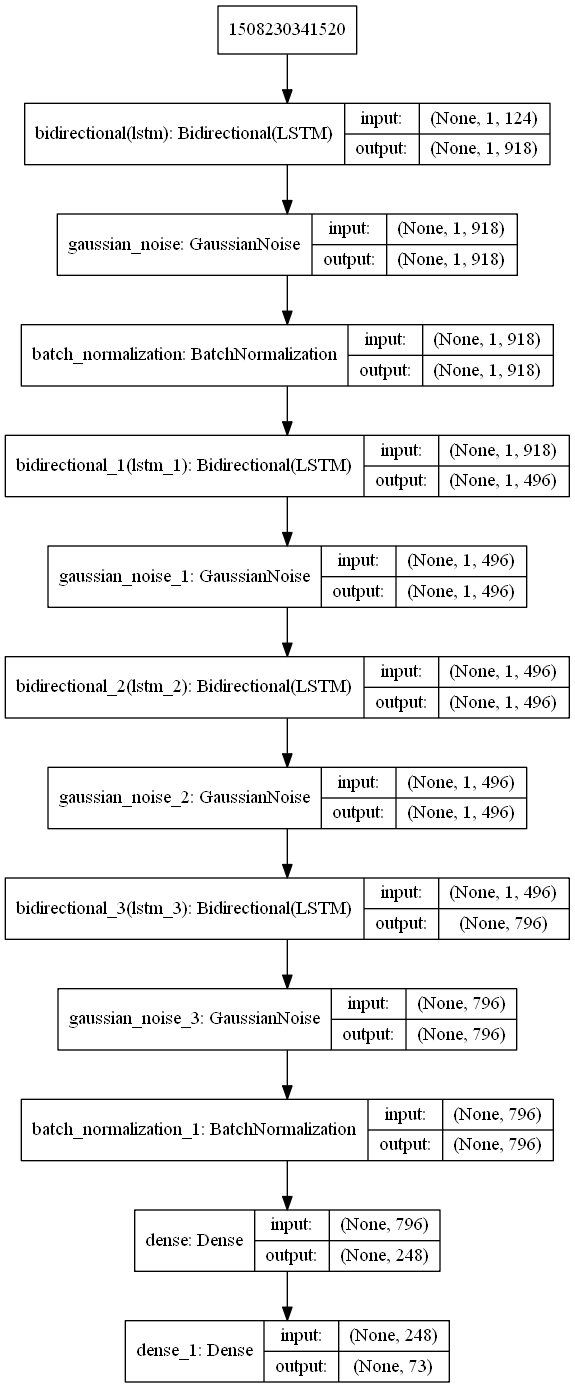 1508230341520
bidirectional(lstm): Bidirectional(LSTM)
input: (None, 1, 124)
output: (None, 1, 918)
gaussian_noise: GaussianNoise
input: (None, 1, 918)
output: (None, 1, 918)
batch_normalization: BatchNormalization
input: (None, 1, 918)
output: (None, 1, 918)
bidirectional_1(lstm_1): Bidirectional(LSTM)
input: (None, 1, 918)
output: (None, 1, 496)
gaussian_noise_1: GaussianNoise
input: (None, 1, 496)
output: (None, 1, 496)
bidirectional_2(lstm_2): Bidirectional(LSTM)
input: (None, 1, 496)
output: (None, 1, 496)
gaussian_noise_2: GaussianNoise
input: (None, 1, 496)
output: (None, 1, 496)
bidirectional_3(lstm_3): Bidirectional(LSTM)
input: (None, 1, 496)
output: (None, 796)
gaussian_noise_3: GaussianNoise
input: (None, 796)
output: (None, 796)
batch_normalization_1: BatchNormalization
input: (None, 796)
output: (None, 796)
dense: Dense
input: (None, 796)
output: (None, 248)
dense_1: Dense
input: (None, 248)
output: (None, 73)